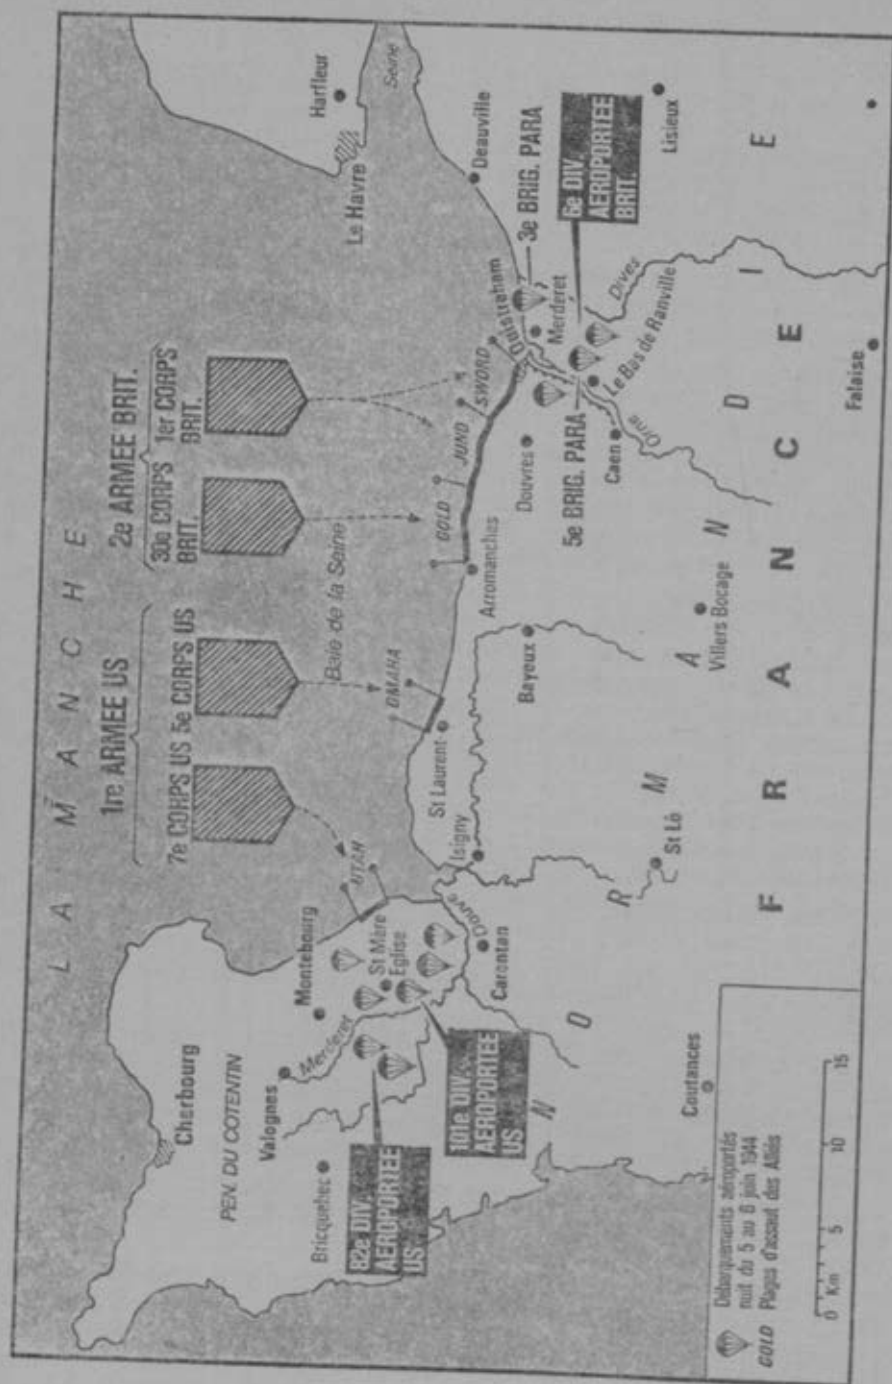 LA MANCHE
1re ARMEE US
2e ARMEE BRIT.
7e CORPS US
5e CORPS US
30e CORPS
BRIT.
1er CORPS
BRIT.
Baie de la Seine
Harfleur
Le Havre
Seine
Cherbourg
PEN. DU COTENTIN
Valognes
Montebourg
Bricquebec
Merderet
UTAH
OMAHA
GOLD
JUND
SWORD
St Mère
Eglise
Douve
Carentan
Isigny
St Laurent
Arromanches
Bayeux
Douvres
Ouistreham
Deauville
3e BRIG. PARA
Merderet
6e DIV.
AEROPORTEE
BRIT.
Dives
Le Bas de Ranville
5e BRIG. PARA
Caen
Orne
Lisieux
82e DIV.
AEROPORTEE
US
101e DIV.
AEROPORTEE
US
Coutances
St Lô
Villers Bocage
Falaise
NORMANDIE
FRANCE
Débarquements aéroportés
nuit du 5 au 6 juin 1944
GOLD Plages d'assaut des Alliés
0 Km 5 10 15